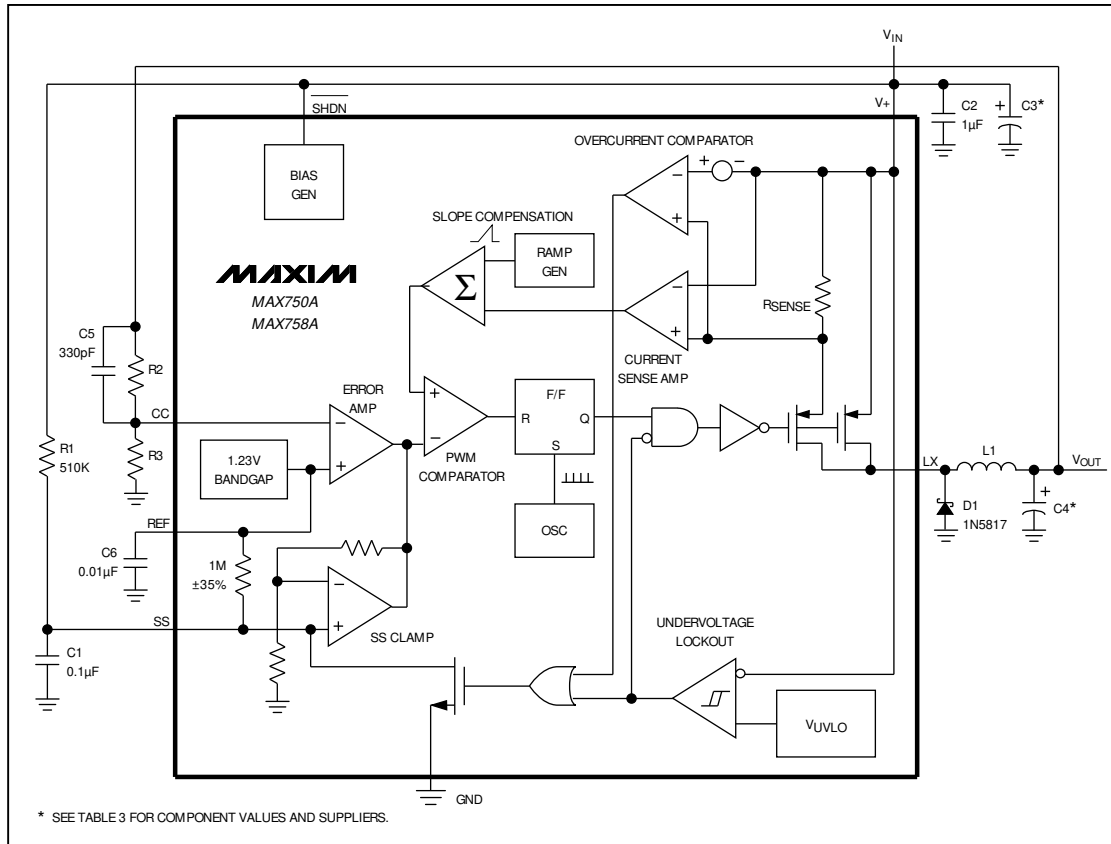 VIN
SHDN
V+
C2
1µF
+
C3*
OVERCURRENT COMPARATOR
BIAS
GEN
+
−
−
+
SLOPE COMPENSATION
RAMP
GEN
MAXIM
MAX750A
MAX758A
Σ
−
+
RSENSE
C5
330pF
R2
CURRENT
SENSE AMP
ERROR
AMP
CC
−
+
+
−
F/F
R
Q
S
R1
510K
R3
1.23V
BANDGAP
PWM
COMPARATOR
LX
L1
VOUT
+
C4*
D1
1N5817
REF
OSC
C6
0.01µF
1M
±35%
−
+
SS
SS CLAMP
C1
0.1µF
UNDERVOLTAGE
LOCKOUT
VUVLO
GND
* SEE TABLE 3 FOR COMPONENT VALUES AND SUPPLIERS.